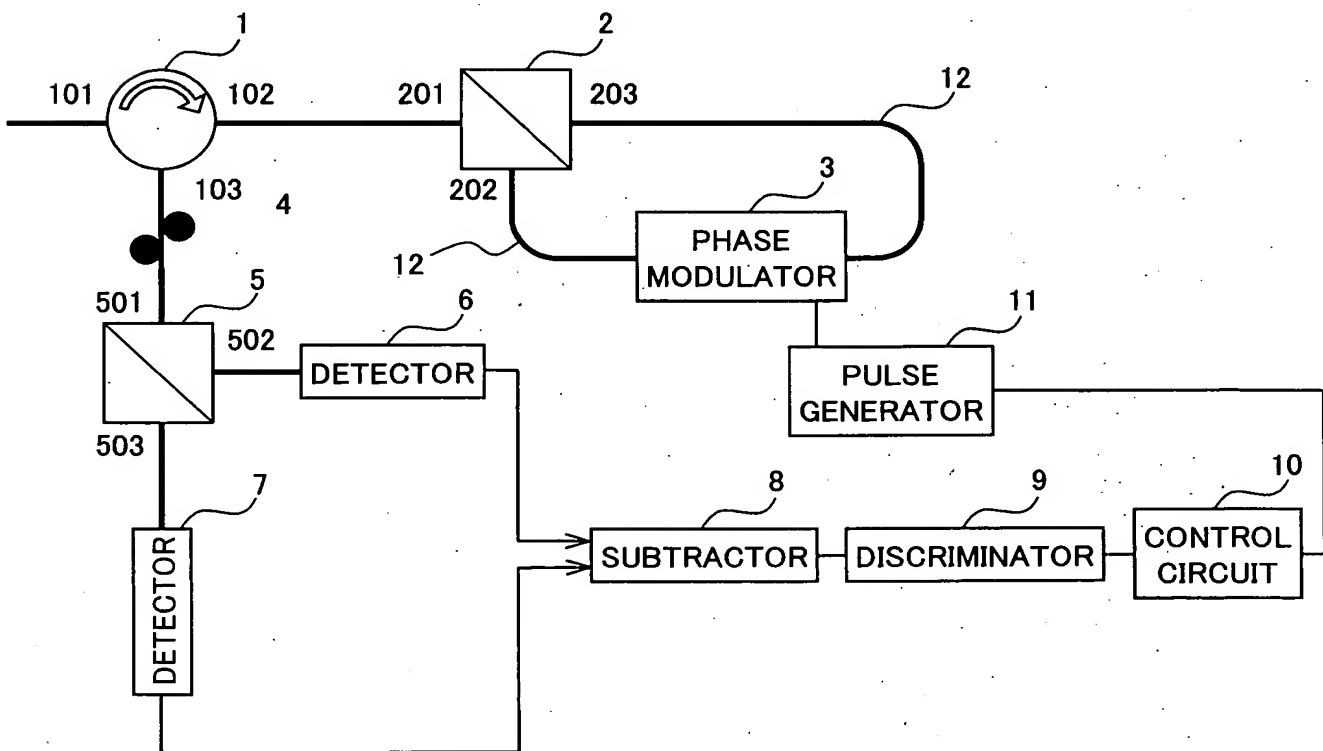 1
2
101
102
201
203
12
103
4
202
3
PHASE
MODULATOR
12
501
5
502
6
DETECTOR
11
PULSE
GENERATOR
503
7
DETECTOR
8
SUBTRACTOR
9
DISCRIMINATOR
10
CONTROL
CIRCUIT